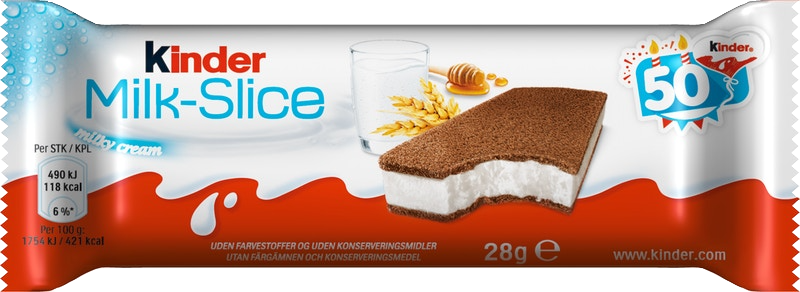 kinder
Milk-Slice
milky cream
Per STK / KPL
490 kJ
118 kcal
6 %*
Per 100 g:
1754 kJ / 421 kcal
UDEN FARVESTOFFER OG UDEN KONSERVERINGSMIDLER
UTAN FÄRGÄMNEN OCH KONSERVERINGSMEDEL
28g ℮
www.kinder.com
50
kinder